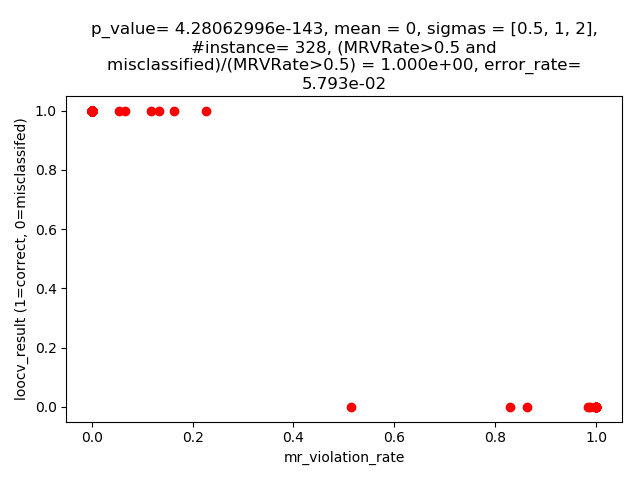 p_value= 4.28062996e-143, mean = 0, sigmas = [0.5, 1, 2],
#instance= 328, (MRVRate>0.5 and
misclassified)/(MRVRate>0.5) = 1.000e+00, error_rate=
5.793e-02
loocv_result (1=correct, 0=misclassifed)
1.0
0.8
0.6
0.4
0.2
0.0
0.0 0.2 0.4 0.6 0.8 1.0
mr_violation_rate